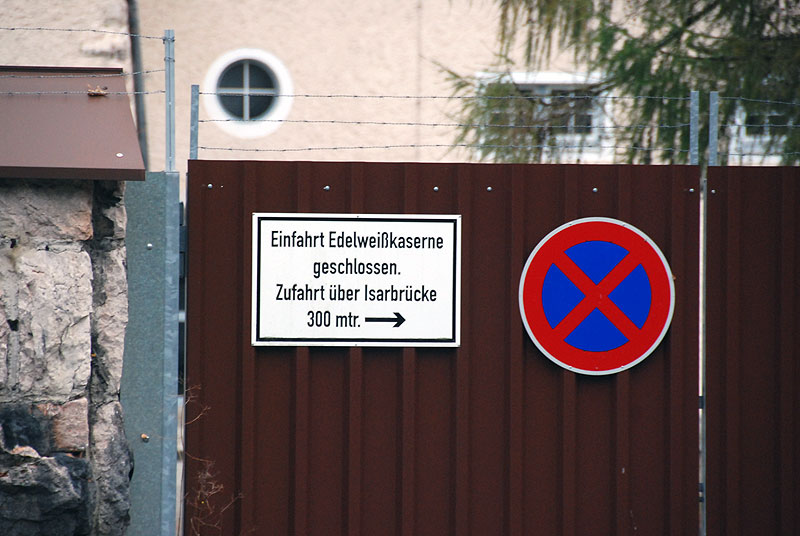 Einfahrt Edelweißkaserne
geschlossen.
Zufahrt über Isarbrücke
300 mtr.